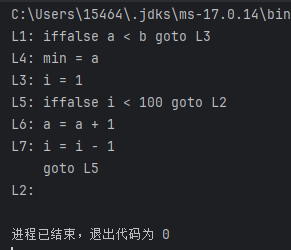 C:\Users\15464\.jdks\ms-17.0.14\bin
L1: iffalse a < b goto L3
L4: min = a
L3: i = 1
L5: iffalse i < 100 goto L2
L6: a = a + 1
L7: i = i - 1
    goto L5
L2:
进程已结束，退出代码为 0